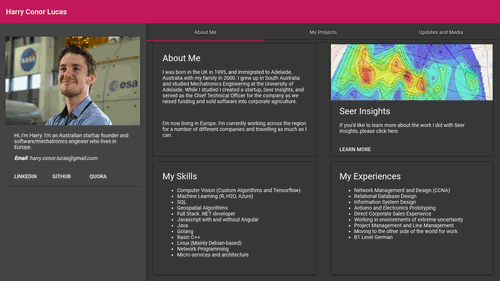 Harry Conor Lucas
About Me
My Projects
Updates and Media
esa
Hi, I'm Harry. I'm an Australian startup founder and
software/mechatronics engineer who lives in
Europe.
Email: harry.conor.lucas@gmail.com
LINKEDIN
GITHUB
QUORA
About Me
I was born in the UK in 1995, and immigrated to Adelaide,
Australia with my family in 2000. I grew up in South Australia
and studied Mechatronics Engineering at the University of
Adelaide. While I studied I created a startup, Seer Insights, and
served as the Chief Technical Officer for the company as we
raised funding and sold software into corporate agriculture.
I'm now living in Europe. I'm currently working across the region
for a number of different companies and travelling as much as I
can.
Seer Insights
If you'd like to learn more about the work I did with Seer
Insights, please click here.
LEARN MORE
My Skills
Computer Vision (Custom Algorithms and Tensorflow)
Machine Learning (R, H2O, Azure)
SQL
Geospatial Algorithms
Full Stack .NET developer
Javascript with and without Angular
Java
Golang
Basic C++
Linus (Mainly Debian-based)
Network Programming
Micro-services and architecture
My Experiences
Network Management and Design (CCNA)
Relational Database Design
Information System Design
Arduino and Electronics Prototyping
Direct Corporate Sales Experience
Working in environments of extreme uncertainty
Project Management and Line Management
Moving to the other side of the world for work
B1 Level German